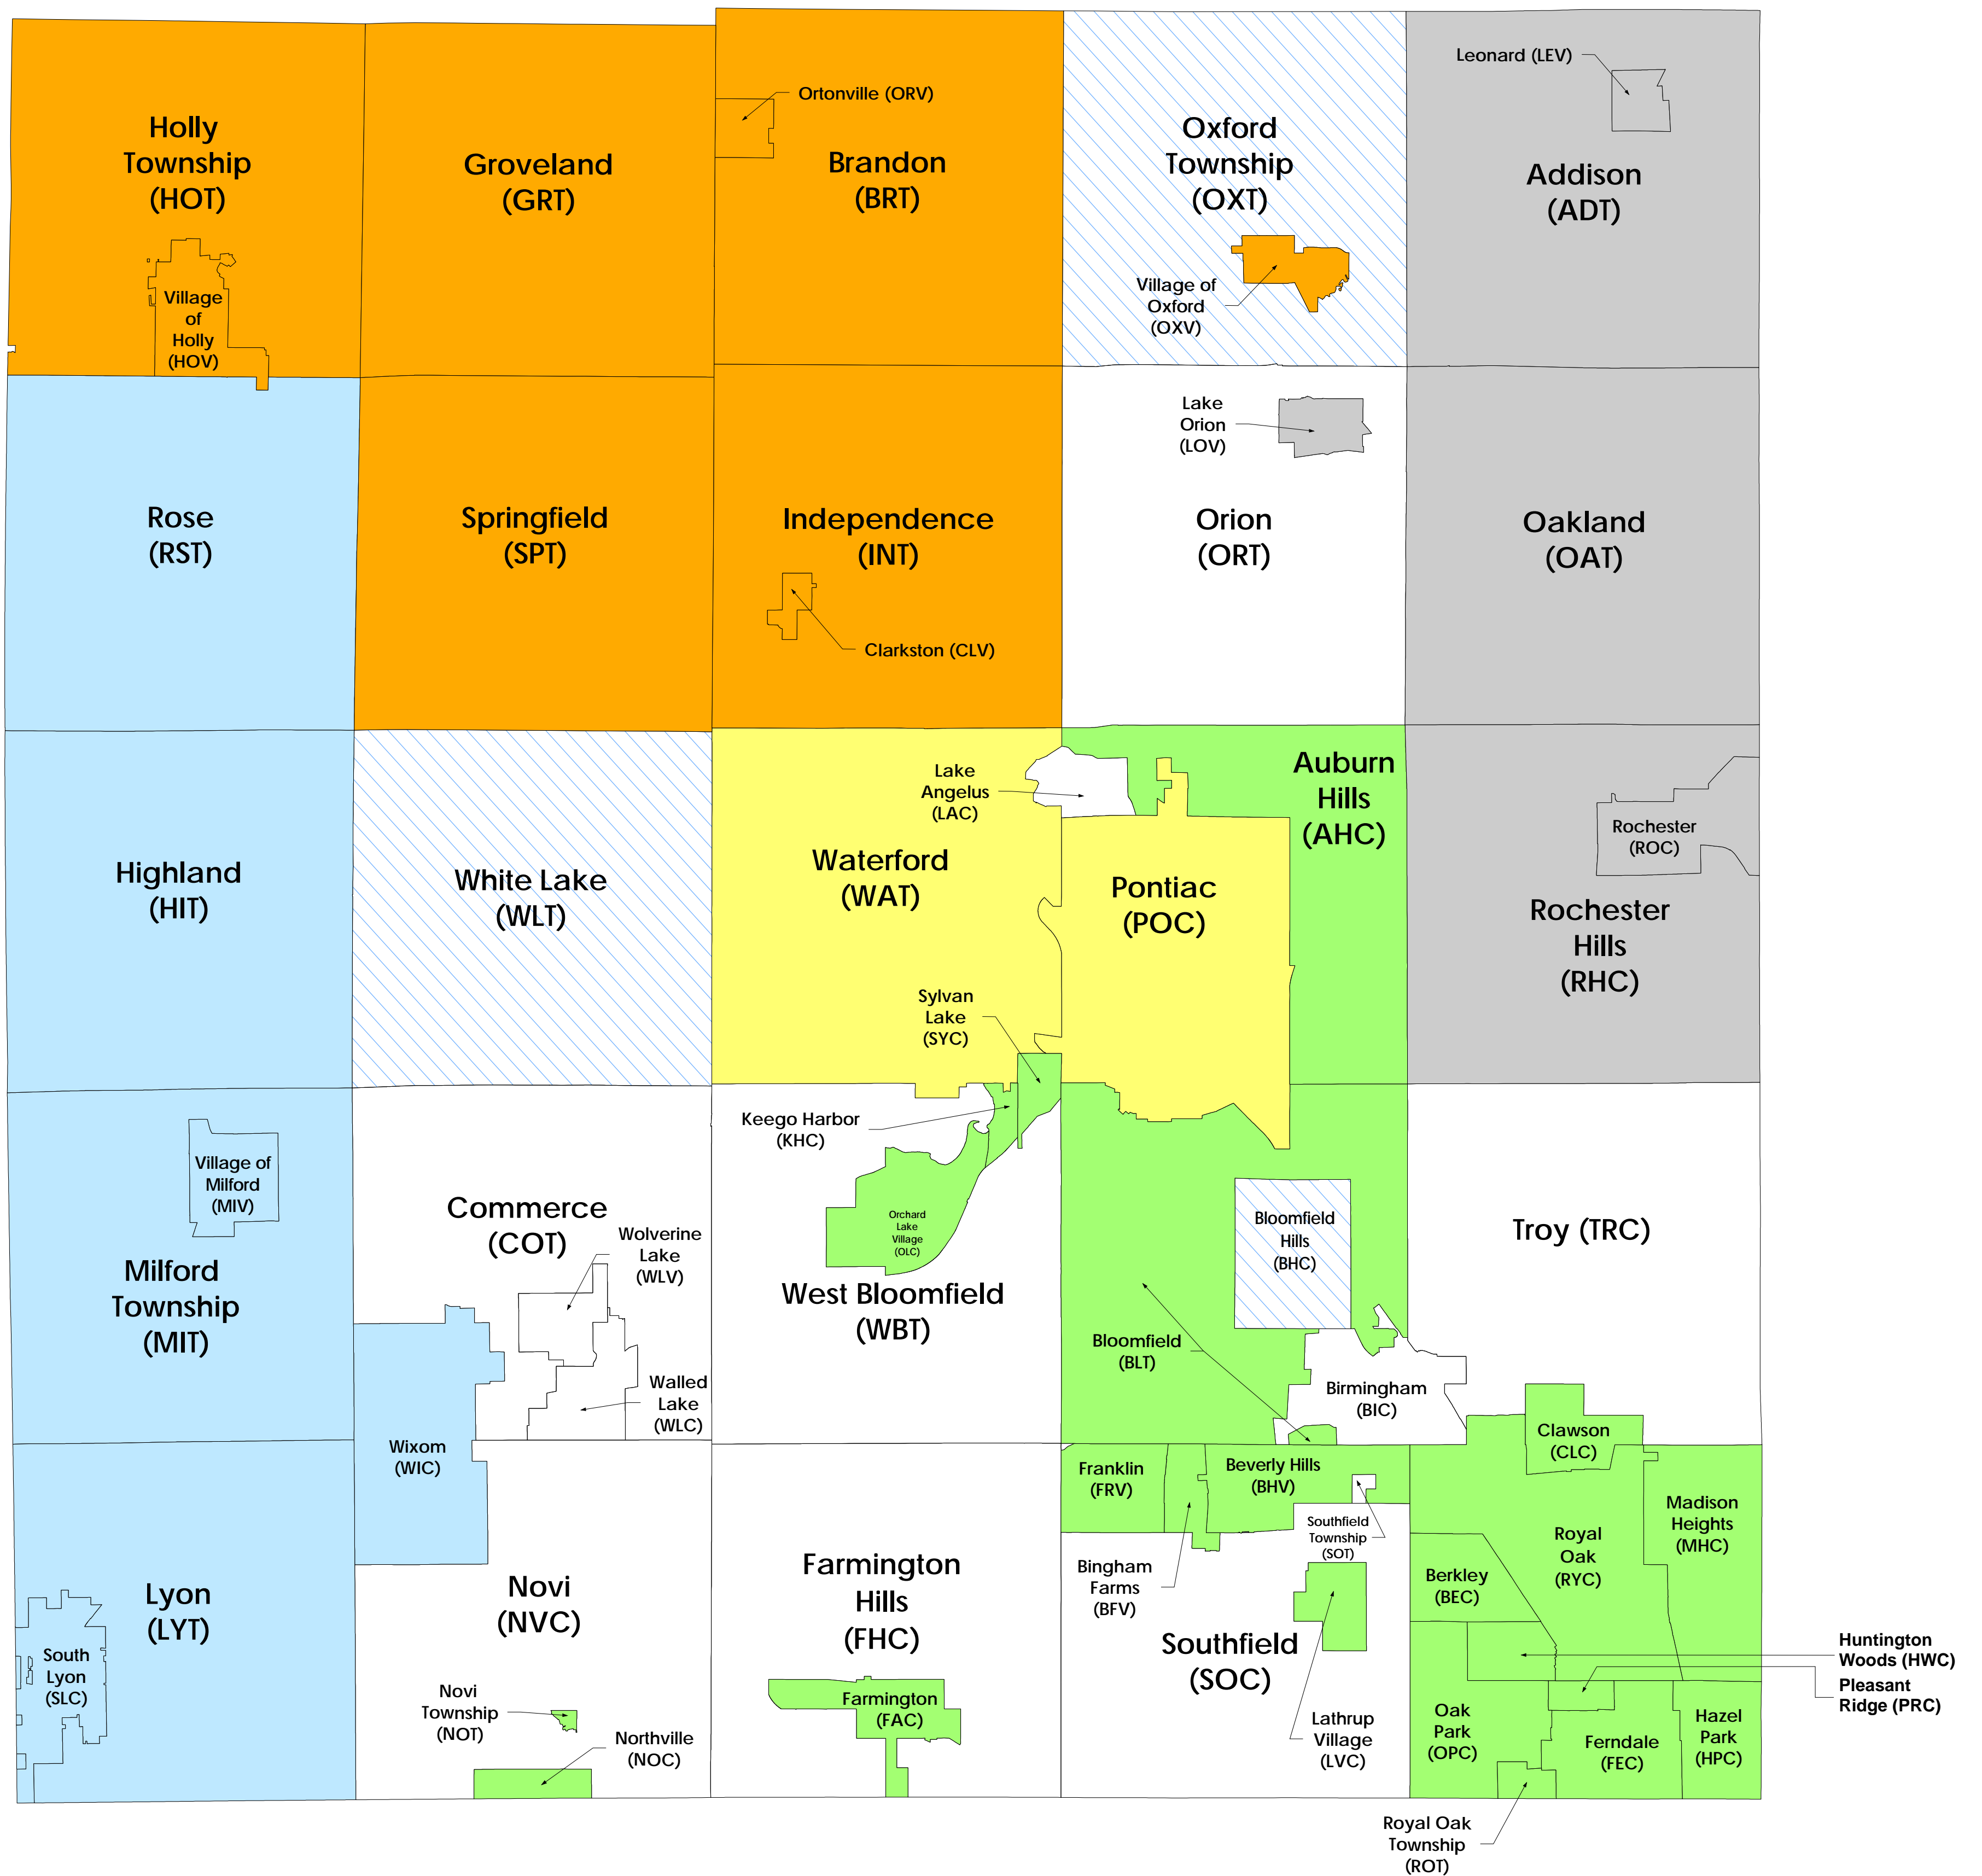 Leonard (LEV)
Ortonville (ORV)
Holly
Township
(HOT)
Groveland
(GRT)
Brandon
(BRT)
Oxford
Township
(OXT)
Addison
(ADT)
Village
of
Holly
(HOV)
Village of
Oxford
(OXV)
Lake
Orion
(LOV)
Rose
(RST)
Springfield
(SPT)
Independence
(INT)
Orion
(ORT)
Oakland
(OAT)
Clarkston (CLV)
Lake
Angelus
(LAC)
Auburn
Hills
(AHC)
Rochester
(ROC)
Highland
(HIT)
White Lake
(WLT)
Waterford
(WAT)
Pontiac
(POC)
Rochester
Hills
(RHC)
Sylvan
Lake
(SYC)
Keego Harbor
(KHC)
Village of
Milford
(MIV)
Commerce
(COT)
Wolverine
Lake
(WLV)
Orchard
Lake
Village
(OLC)
Bloomfield
Hills
(BHC)
Troy (TRC)
Milford
Township
(MIT)
West Bloomfield
(WBT)
Bloomfield
(BLT)
Walled
Lake
(WLC)
Birmingham
(BIC)
Wixom
(WIC)
Clawson
(CLC)
Franklin
(FRV)
Beverly Hills
(BHV)
Madison
Heights
(MHC)
Southfield
Township
(SOT)
Royal
Oak
(RYC)
Lyon
(LYT)
Novi
(NVC)
Farmington
Hills
(FHC)
Bingham
Farms
(BFV)
Berkley
(BEC)
Southfield
(SOC)
South
Lyon
(SLC)
Huntington
Woods (HWC)
Pleasant
Ridge (PRC)
Novi
Township
(NOT)
Farmington
(FAC)
Northville
(NOC)
Lathrup
Village
(LVC)
Oak
Park
(OPC)
Ferndale
(FEC)
Hazel
Park
(HPC)
Royal Oak
Township
(ROT)